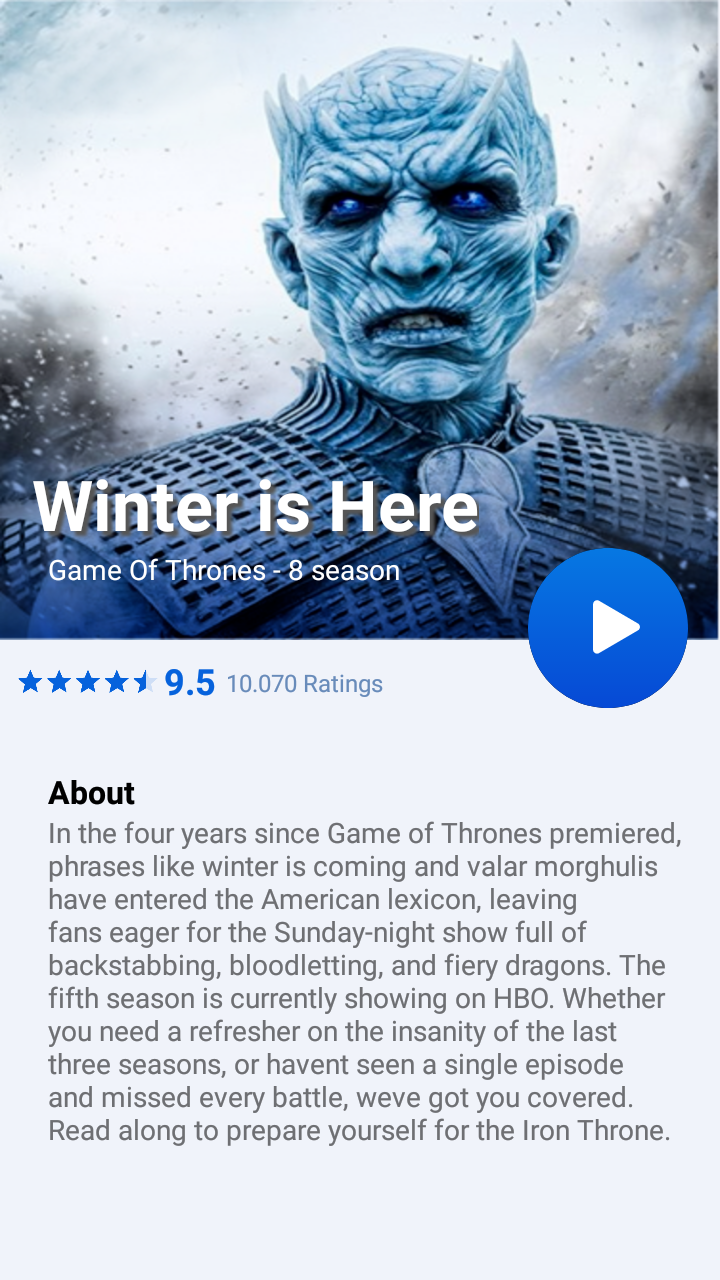 Winter is Here
Game Of Thrones - 8 season
9.5 10.070 Ratings
About
In the four years since Game of Thrones premiered,
phrases like winter is coming and valar morghulis
have entered the American lexicon, leaving
fans eager for the Sunday-night show full of
backstabbing, bloodletting, and fiery dragons. The
fifth season is currently showing on HBO. Whether
you need a refresher on the insanity of the last
three seasons, or havent seen a single episode
and missed every battle, weve got you covered.
Read along to prepare yourself for the Iron Throne.